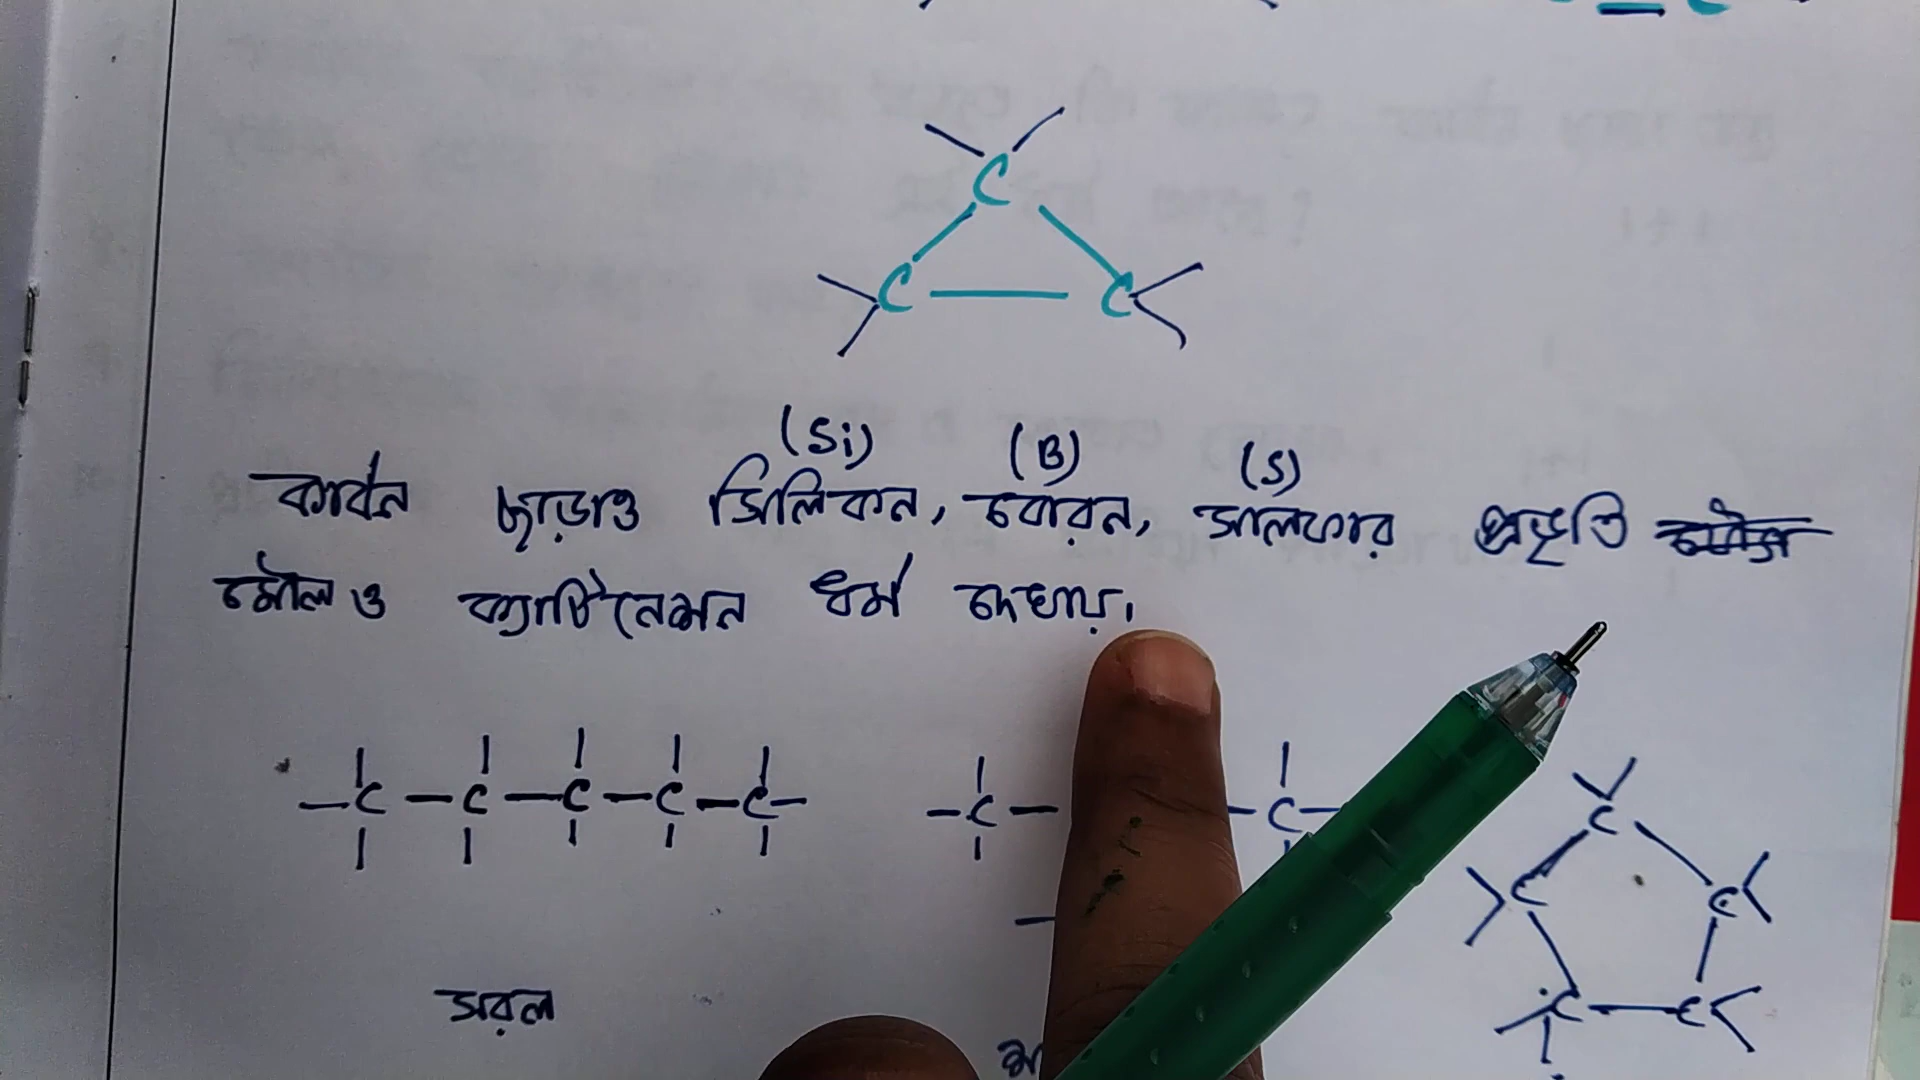 C
C C
(Si) (B) (S)
কার্বন ছাড়াও সিলিকন, বোরন, সালফার প্রভৃতি
মৌল ও ক্যাটিনেশন ধর্ম দেখায়।
C C C C C
C C
C
C C
C C
সরল